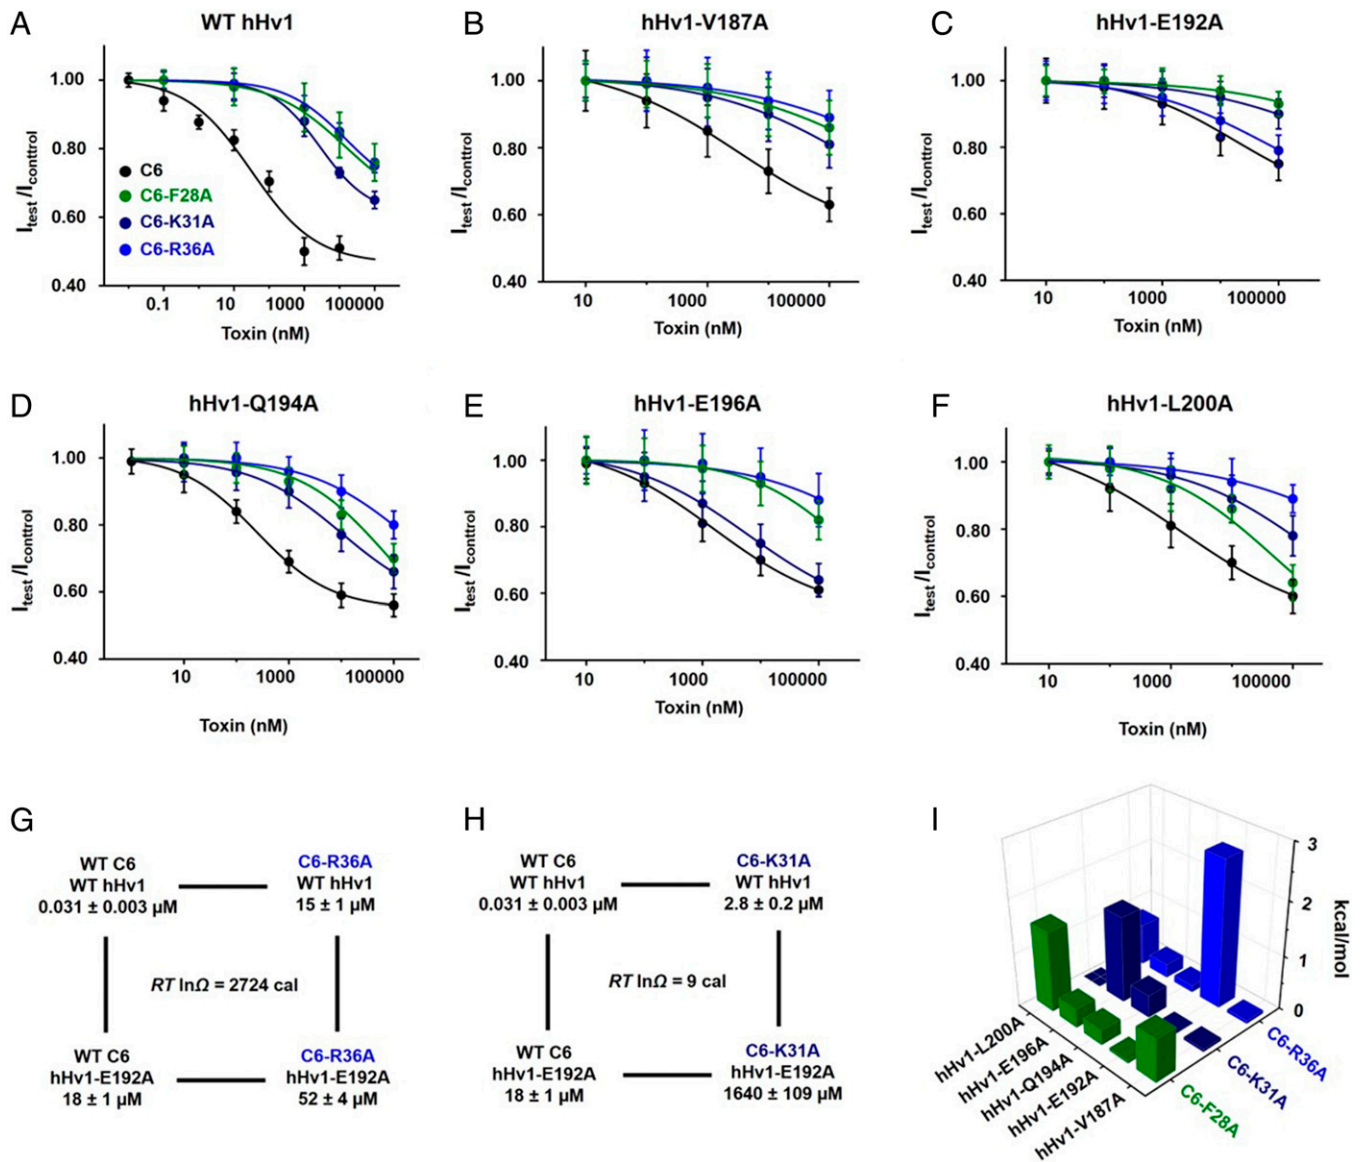 A
WT hHv1
1.00
0.80
0.60
0.40
C6
C6-F28A
C6-K31A
C6-R36A
0.1
10
1000
100000
Toxin (nM)
Itest /Iconttrol
B
hHv1-V187A
1.00
0.80
0.60
0.40
10
1000
100000
Toxin (nM)
Itest /Iconttrol
C
hHv1-E192A
1.00
0.80
0.60
0.40
10
1000
100000
Toxin (nM)
Itest /Iconttrol
D
hHv1-Q194A
1.00
0.80
0.60
0.40
10
1000
100000
Toxin (nM)
Itest /Iconttrol
E
hHv1-E196A
1.00
0.80
0.60
0.40
10
1000
100000
Toxin (nM)
Itest /Iconttrol
F
hHv1-L200A
1.00
0.80
0.60
0.40
10
1000
100000
Toxin (nM)
Itest /Iconttrol
G
WT C6
WT hHv1
0.031 ± 0.003 µM
C6-R36A
WT hHv1
15 ± 1 µM
RT lnΩ = 2724 cal
WT C6
hHv1-E192A
18 ± 1 µM
C6-R36A
hHv1-E192A
52 ± 4 µM
H
WT C6
WT hHv1
0.031 ± 0.003 µM
C6-K31A
WT hHv1
2.8 ± 0.2 µM
RT lnΩ = 9 cal
WT C6
hHv1-E192A
18 ± 1 µM
C6-K31A
hHv1-E192A
1640 ± 109 µM
I
3
2
1
0
kcal/mol
hHv1-L200A
hHv1-E196A
hHv1-Q194A
hHv1-E192A
hHv1-V187A
C6-R36A
C6-K31A
C6-F28A